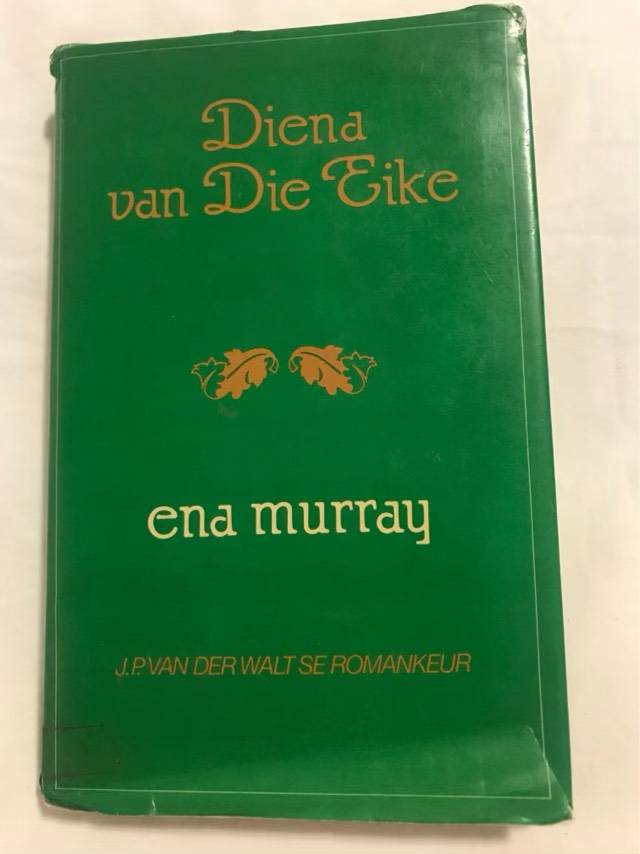 Diena
van Die Eike
ena murray
J.P. VAN DER WALT SE ROMANKEUR